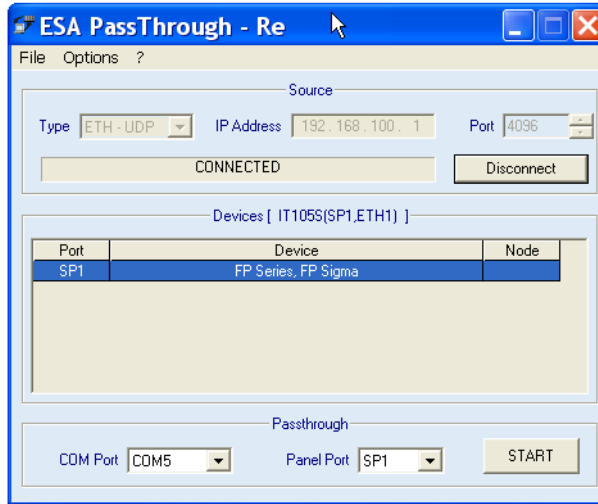 ESA PassThrough - Re
File Options ?
Source
Type ETH - UDP IP Address 192 . 168 . 100 . 1 Port 4096
CONNECTED Disconnect
Devices [ IT105S(SP1,ETH1) ]
Port Device Node
SP1 FP Series, FP Sigma
Passthrough
COM Port COM5 Panel Port SP1 START